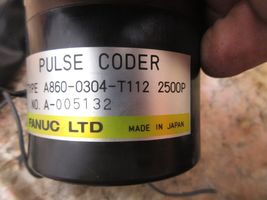 PULSE CODER
TYPE A860-0304-T112 2500P
NO. A-005132
FANUC LTD MADE IN JAPAN